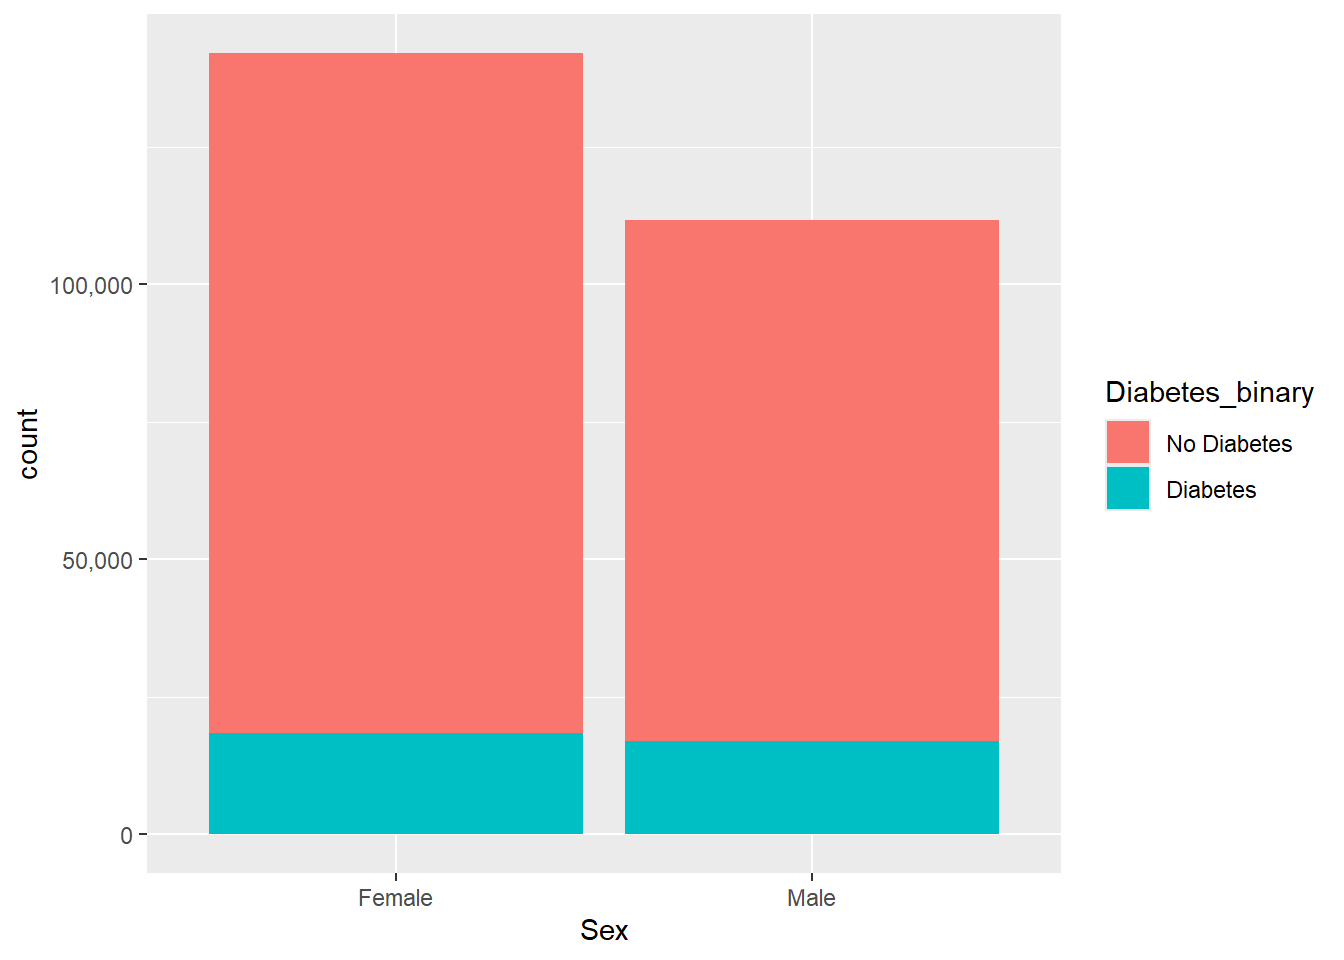 count
100,000
50,000
0
Female
Male
Sex
Diabetes_binary
No Diabetes
Diabetes